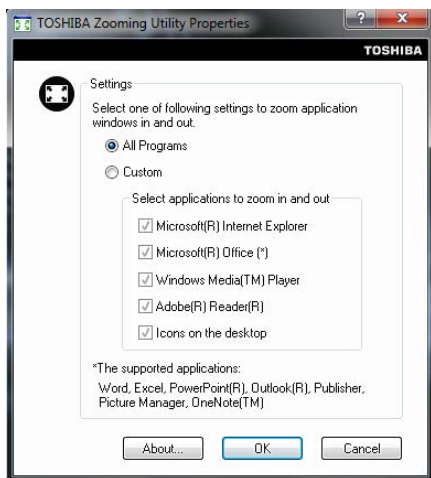 TOSHIBA Zooming Utility Properties
TOSHIBA
Settings
Select one of following settings to zoom application
windows in and out.
All Programs
Custom
Select applications to zoom in and out
Microsoft(R) Internet Explorer
Microsoft(R) Office (*)
Windows Media(TM) Player
Adobe(R) Reader(R)
Icons on the desktop
*The supported applications:
Word, Excel, PowerPoint(R), Outlook(R), Publisher,
Picture Manager, OneNote(TM)
About... OK Cancel